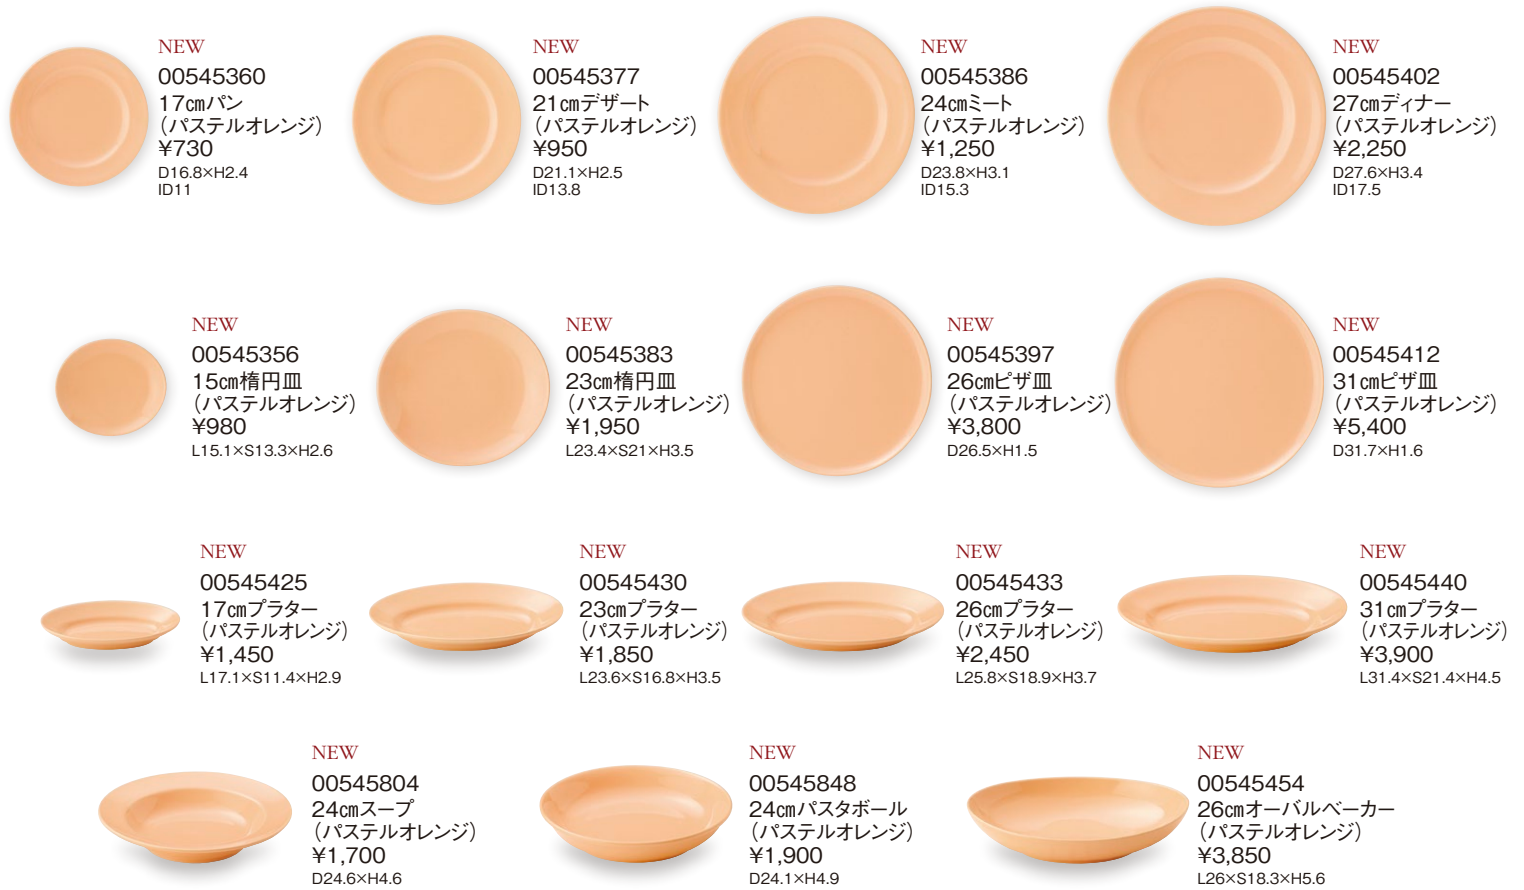 NEW
00545360
17㎝パン
（パステルオレンジ）
¥730
D16.8×H2.4
ID11
NEW
00545377
21㎝デザート
（パステルオレンジ）
¥950
D21.1×H2.5
ID13.8
NEW
00545386
24㎝ミート
（パステルオレンジ）
¥1,250
D23.8×H3.1
ID15.3
NEW
00545402
27㎝ディナー
（パステルオレンジ）
¥2,250
D27.6×H3.4
ID17.5
NEW
00545356
15㎝楕円皿
（パステルオレンジ）
¥980
L15.1×S13.3×H2.6
NEW
00545383
23㎝楕円皿
（パステルオレンジ）
¥1,950
L23.4×S21×H3.5
NEW
00545397
26㎝ピザ皿
（パステルオレンジ）
¥3,800
D26.5×H1.5
NEW
00545412
31㎝ピザ皿
（パステルオレンジ）
¥5,400
D31.7×H1.6
NEW
00545425
17㎝プラター
（パステルオレンジ）
¥1,450
L17.1×S11.4×H2.9
NEW
00545430
23㎝プラター
（パステルオレンジ）
¥1,850
L23.6×S16.8×H3.5
NEW
00545433
26㎝プラター
（パステルオレンジ）
¥2,450
L25.8×S18.9×H3.7
NEW
00545440
31㎝プラター
（パステルオレンジ）
¥3,900
L31.4×S21.4×H4.5
NEW
00545804
24㎝スープ
（パステルオレンジ）
¥1,700
D24.6×H4.6
NEW
00545848
24㎝パスタボール
（パステルオレンジ）
¥1,900
D24.1×H4.9
NEW
00545454
26㎝オーバルベーカー
（パステルオレンジ）
¥3,850
L26×S18.3×H5.6